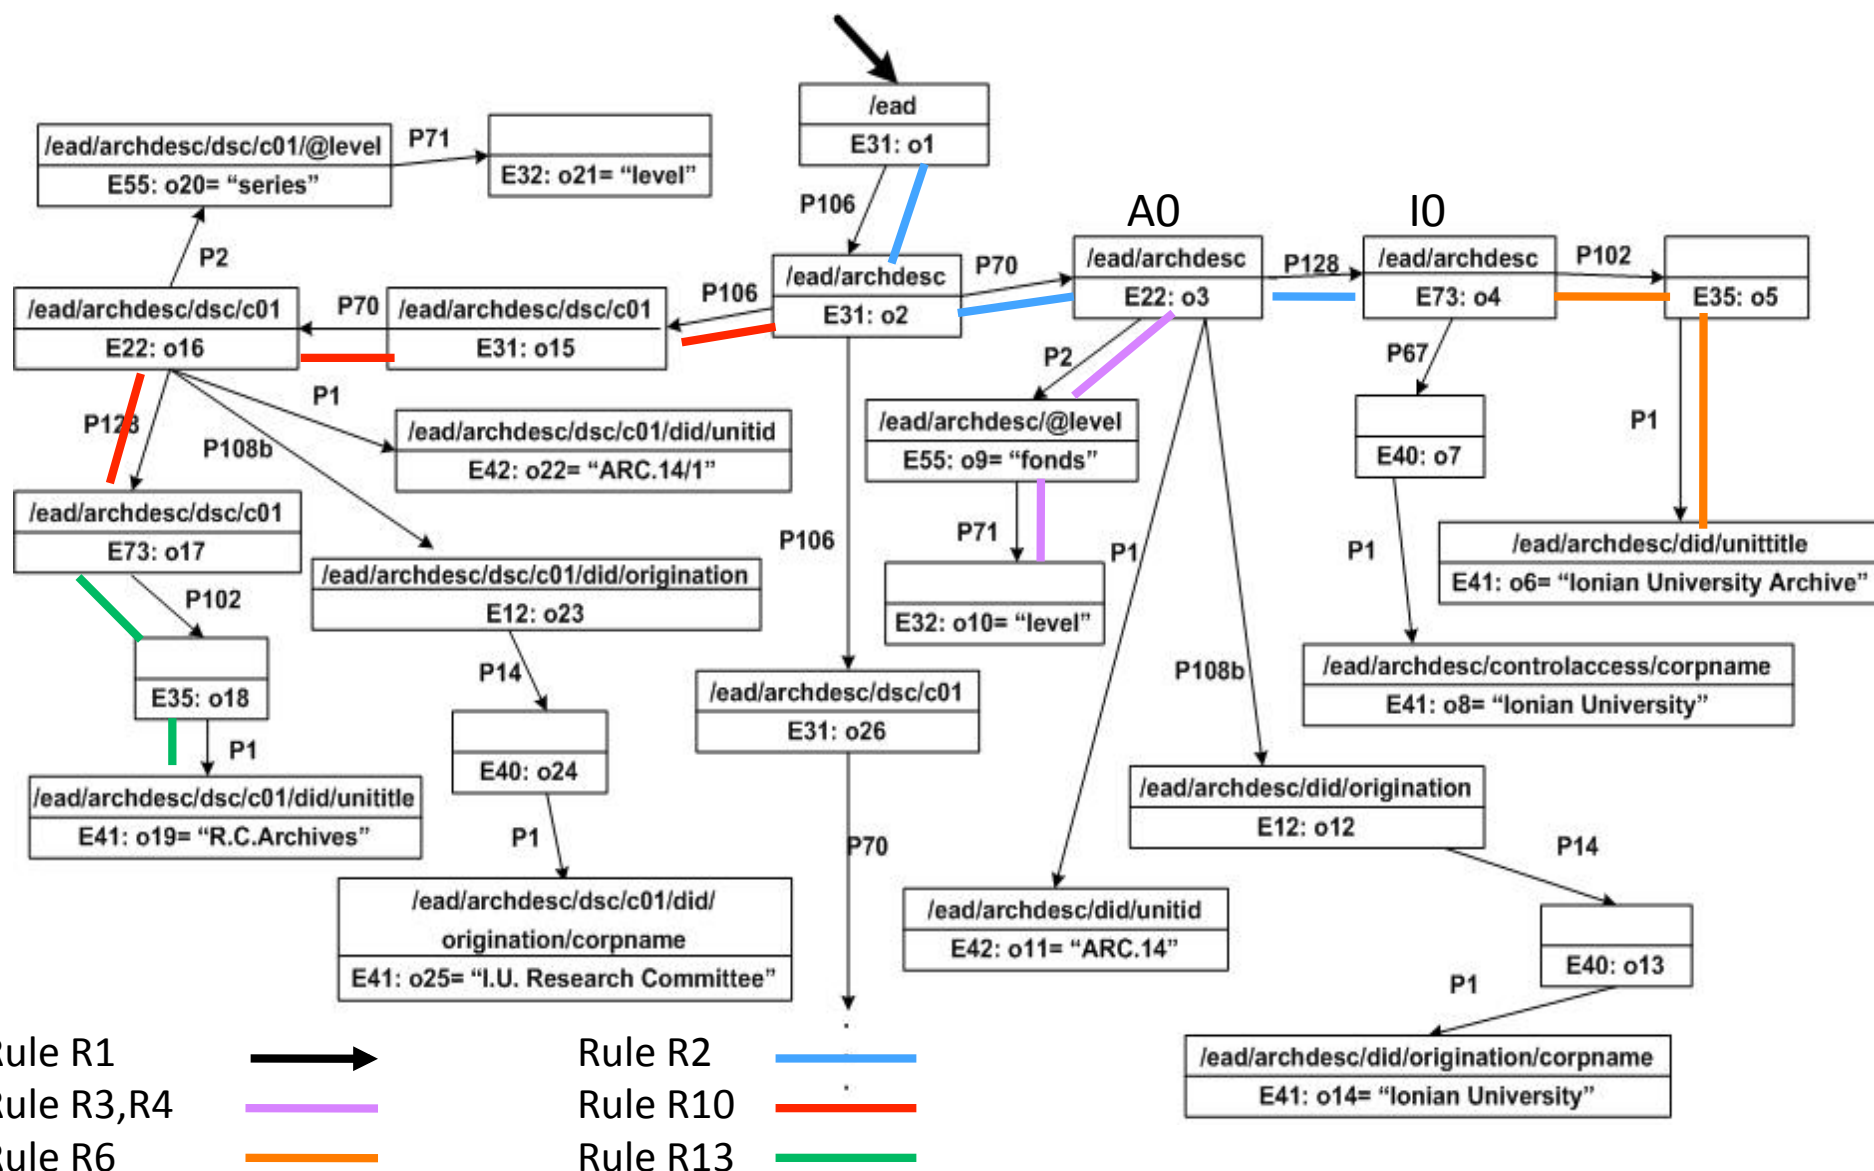 /ead
E31: o1
P106
/ead/archdesc/dsc/c01/@level
E55: o20= “series”
P71
E32: o21= “level”
P2
A0
I0
/ead/archdesc
E31: o2
P70
/ead/archdesc
E22: o3
P128
/ead/archdesc
E73: o4
P102
E35: o5
/ead/archdesc/dsc/c01
E22: o16
P70
/ead/archdesc/dsc/c01
E31: o15
P106
P1
P128
P108b
/ead/archdesc/dsc/c01/did/unitid
E42: o22= “ARC.14/1”
P2
/ead/archdesc/@level
E55: o9= “fonds”
P71
E32: o10= “level”
P67
E40: o7
P1
P1
/ead/archdesc/did/unittitle
E41: o6= “Ionian University Archive”
/ead/archdesc/dsc/c01
E73: o17
P102
E35: o18
P1
/ead/archdesc/dsc/c01/did/unititle
E41: o19= “R.C.Archives”
/ead/archdesc/dsc/c01/did/origination
E12: o23
P14
E40: o24
P1
/ead/archdesc/dsc/c01/did/
origination/corpname
E41: o25= “I.U. Research Committee”
P106
/ead/archdesc/dsc/c01
E31: o26
P70
P1
P108b
/ead/archdesc/controlaccess/corpname
E41: o8= “Ionian University”
/ead/archdesc/did/origination
E12: o12
P14
/ead/archdesc/did/unitid
E42: o11= “ARC.14”
E40: o13
P1
/ead/archdesc/did/origination/corpname
E41: o14= “Ionian University”
Rule R1
Rule R2
Rule R3,R4
Rule R10
Rule R6
Rule R13